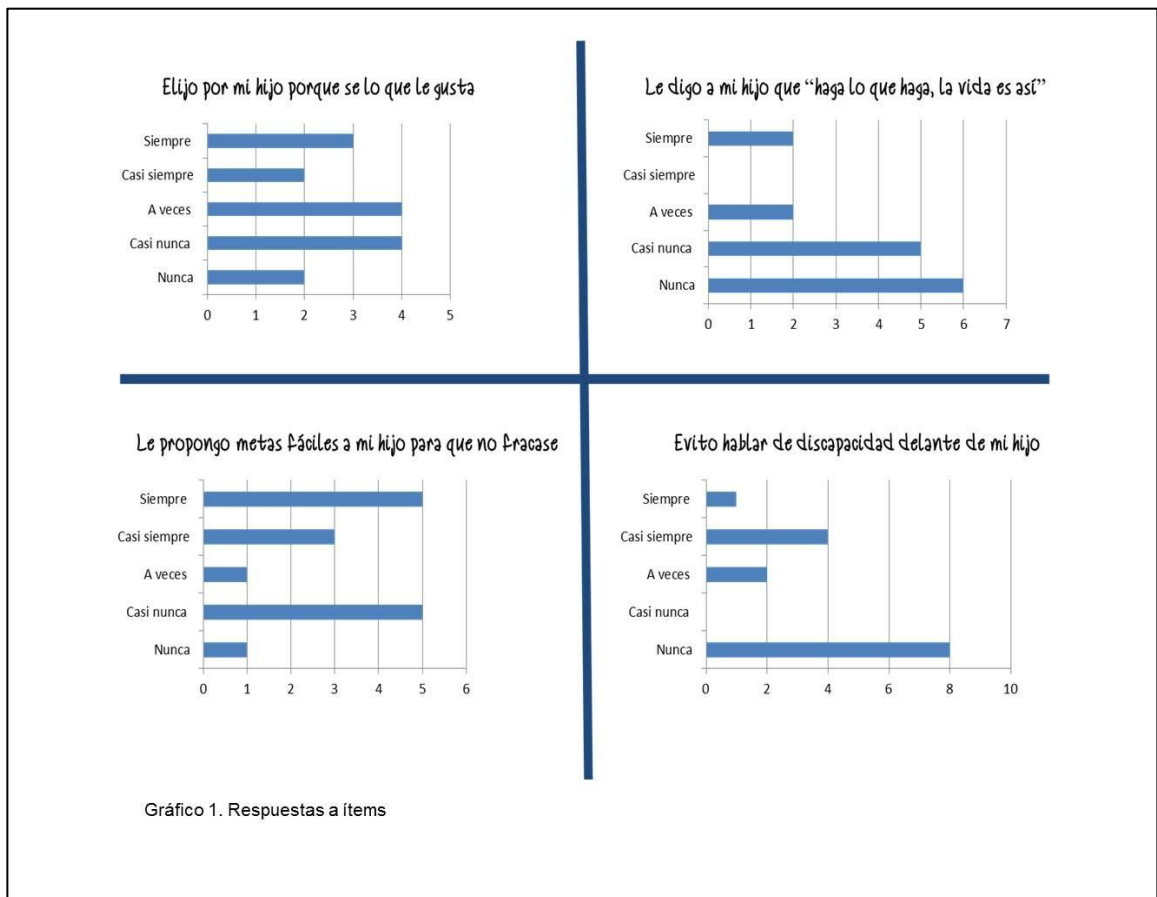 Elijo por mi hijo porque se lo que le gusta
Siempre
Casi siempre
A veces
Casi nunca
Nunca
0 1 2 3 4 5
Le digo a mi hijo que “haga lo que haga, la vida es así”
Siempre
Casi siempre
A veces
Casi nunca
Nunca
0 1 2 3 4 5 6 7
Le propongo metas fáciles a mi hijo para que no fracase
Siempre
Casi siempre
A veces
Casi nunca
Nunca
0 1 2 3 4 5 6
Evito hablar de discapacidad delante de mi hijo
Siempre
Casi siempre
A veces
Casi nunca
Nunca
0 2 4 6 8 10
Gráfico 1. Respuestas a ítems